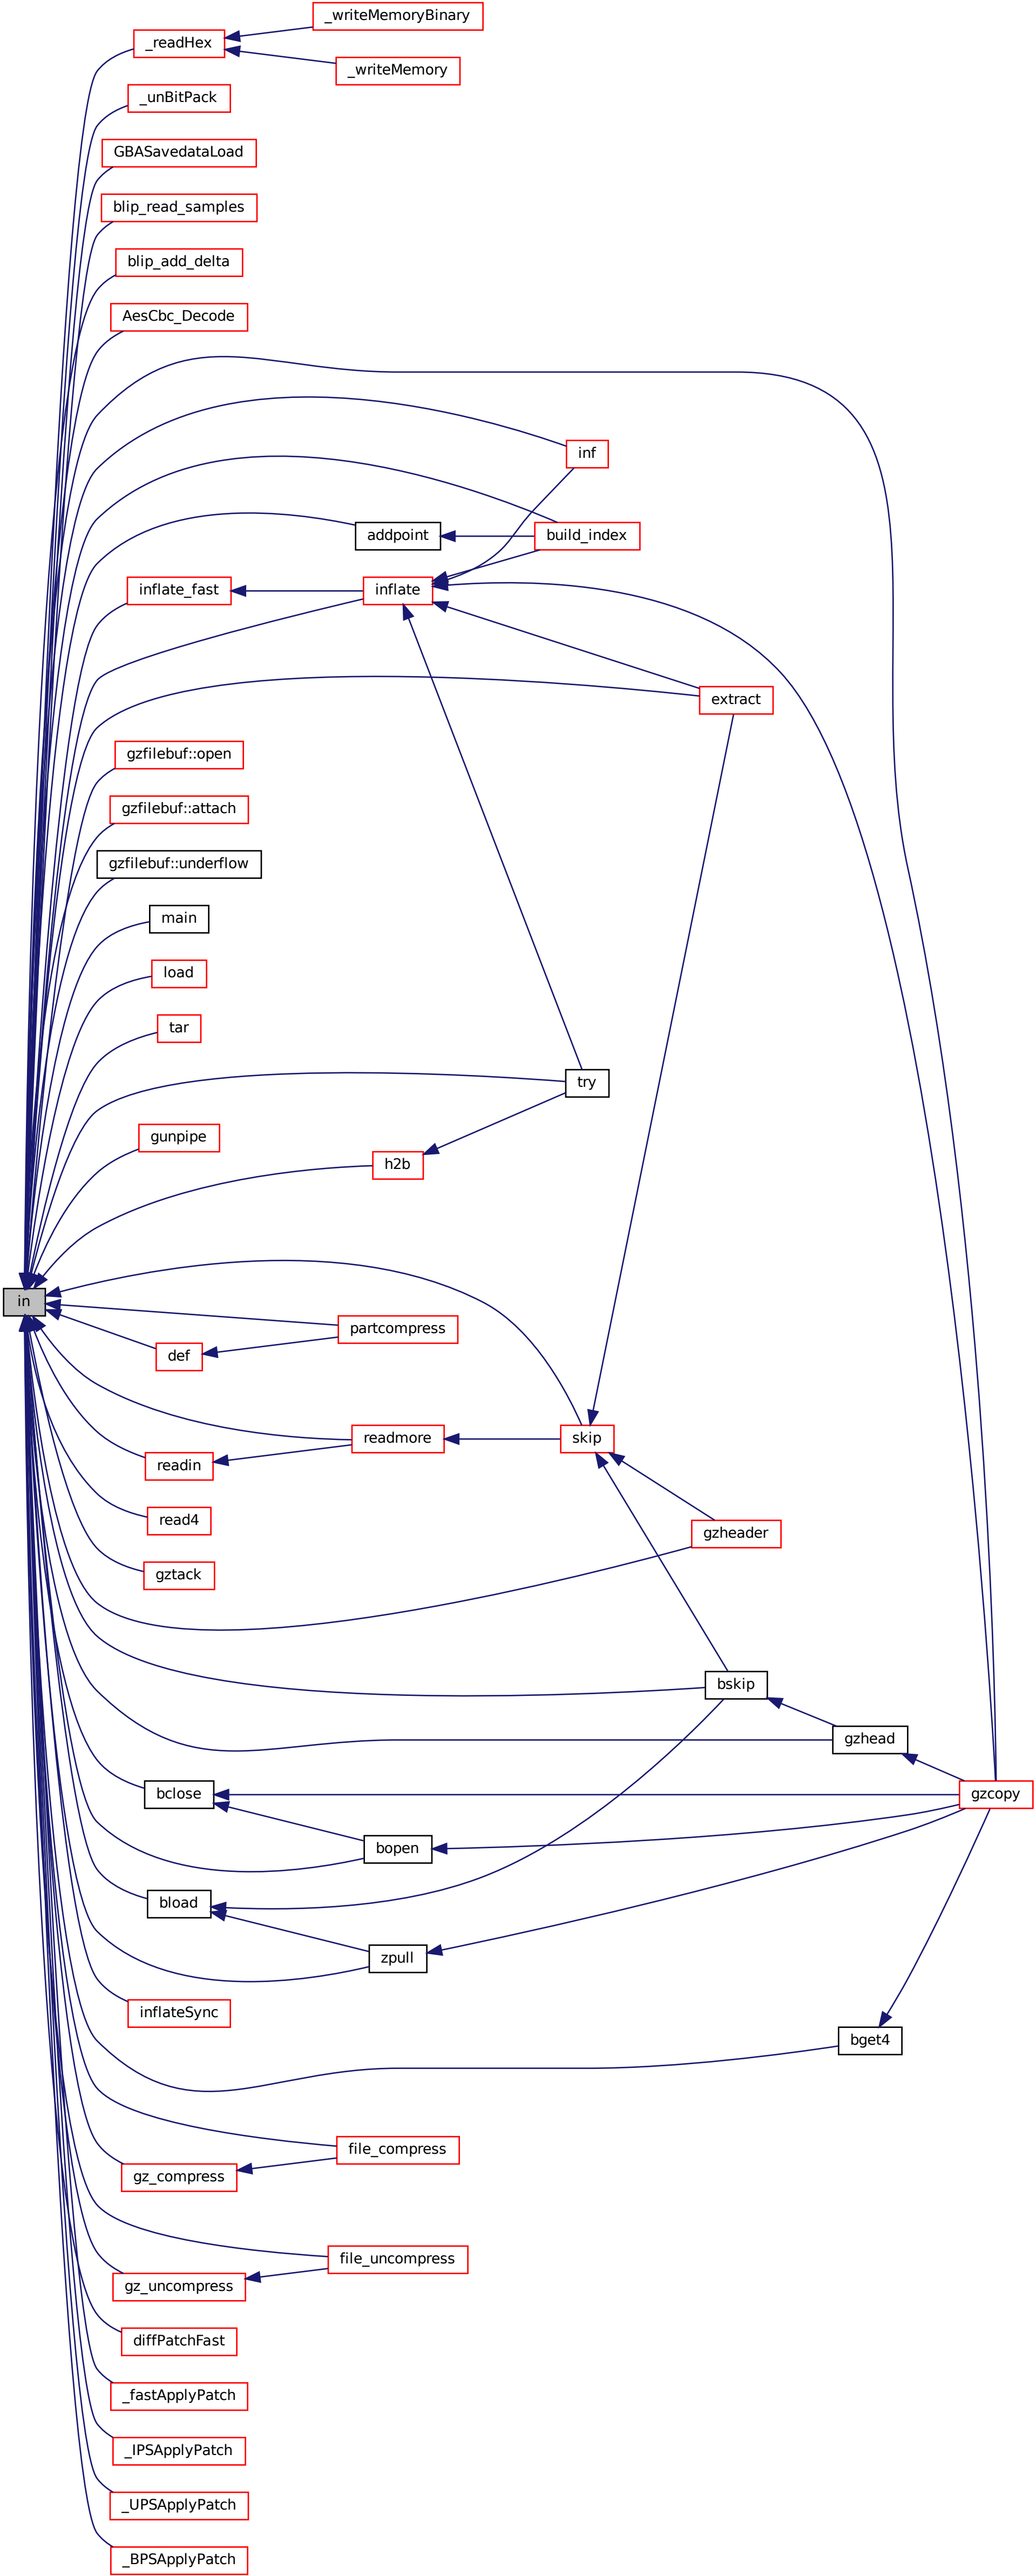 _writeMemoryBinary
_readHex
_writeMemory
_unBitPack
GBASavedataLoad
blip_read_samples
blip_add_delta
AesCbc_Decode
inf
addpoint
build_index
inflate_fast
inflate
extract
gzfilebuf::open
gzfilebuf::attach
gzfilebuf::underflow
main
load
tar
try
gunpipe
h2b
in
partcompress
def
readmore
skip
readin
read4
gzheader
gztack
bskip
gzhead
bclose
gzcopy
bopen
bload
zpull
inflateSync
bget4
file_compress
gz_compress
file_uncompress
gz_uncompress
diffPatchFast
_fastApplyPatch
_IPSApplyPatch
_UPSApplyPatch
_BPSApplyPatch